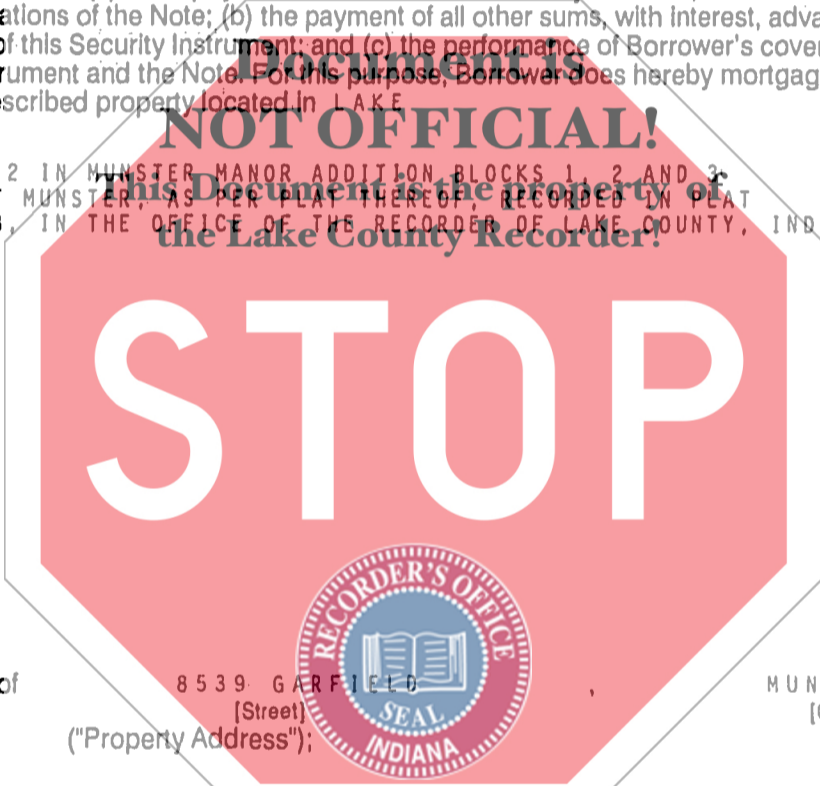 ations of the Note; (b) the payment of all other sums, with interest, adva
of this Security Instrument; and (c) the performance of Borrower's cover
rument and the Note. For this purpose, Borrower does hereby mortgag
scribed property located in LAKE
Document is
NOT OFFICIAL!
This Document is the property of
the Lake County Recorder!
2 IN MUNSTER MANOR ADDITION BLOCKS 1, 2 AND 3,
MUNSTER, AS PER PLAT THEREOF, RECORDED IN PLAT
, IN THE OFFICE OF THE RECORDER OF LAKE COUNTY, IND
STOP
RECORDER'S OFFICE
SEAL
INDIANA
of 8539 GARFIELD , MUN
[Street]
("Property Address");